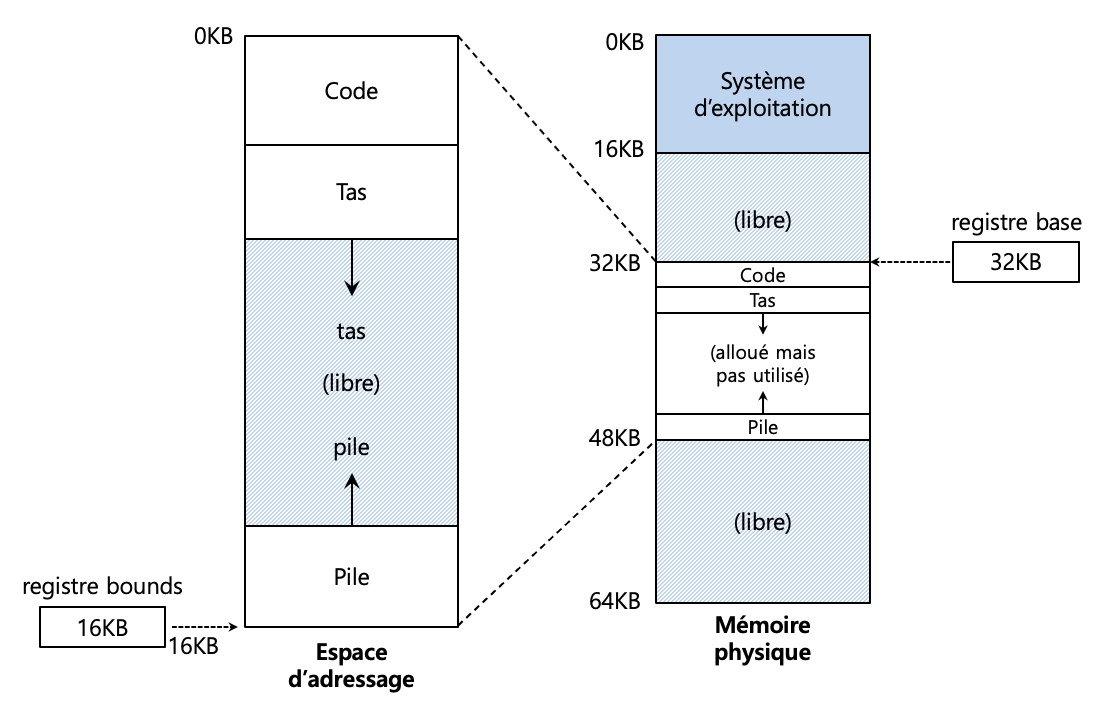 0KB
Code
Tas
tas
(libre)
pile
Pile
registre bounds
16KB
16KB
Espace
d'adressage
0KB
Système
d'exploitation
16KB
(libre)
registre base
32KB
32KB
Code
Tas
(alloué mais
pas utilisé)
Pile
48KB
(libre)
64KB
Mémoire
physique